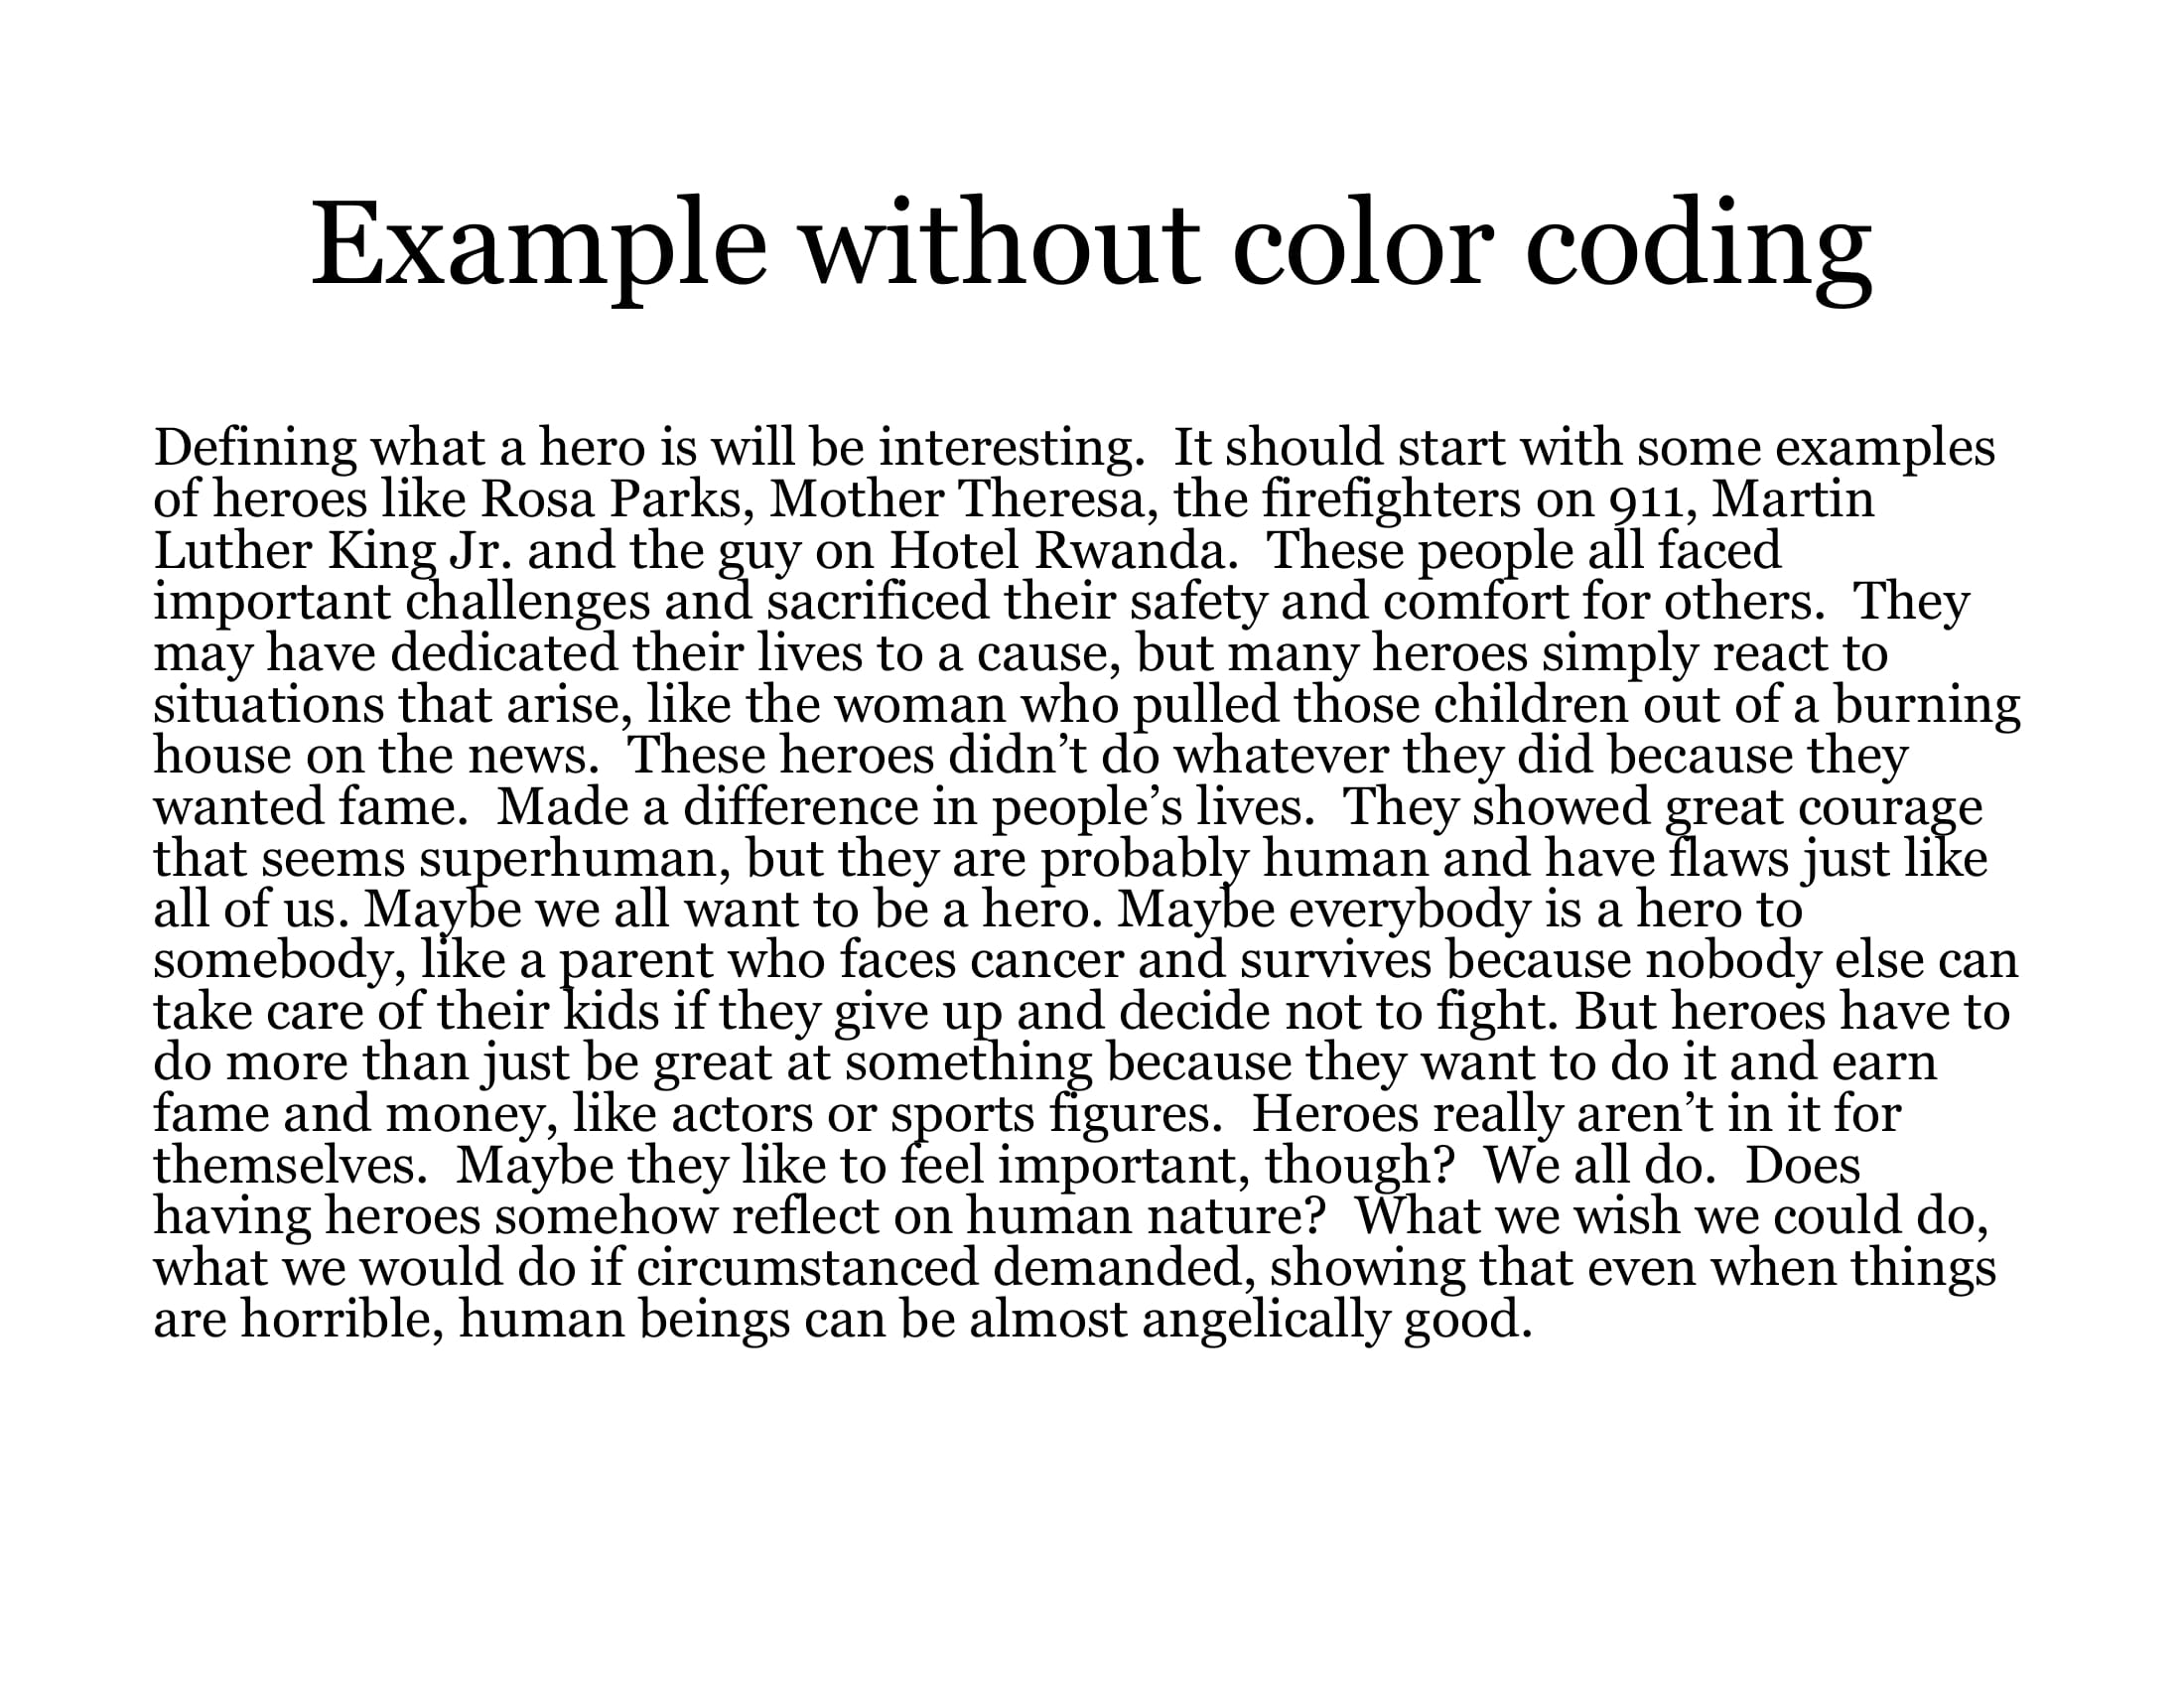 Example without color coding
Defining what a hero is will be interesting.  It should start with some examples
of heroes like Rosa Parks, Mother Theresa, the firefighters on 911, Martin
Luther King Jr. and the guy on Hotel Rwanda.  These people all faced
important challenges and sacrificed their safety and comfort for others.  They
may have dedicated their lives to a cause, but many heroes simply react to
situations that arise, like the woman who pulled those children out of a burning
house on the news.  These heroes didn’t do whatever they did because they
wanted fame.  Made a difference in people’s lives.  They showed great courage
that seems superhuman, but they are probably human and have flaws just like
all of us. Maybe we all want to be a hero. Maybe everybody is a hero to
somebody, like a parent who faces cancer and survives because nobody else can
take care of their kids if they give up and decide not to fight. But heroes have to
do more than just be great at something because they want to do it and earn
fame and money, like actors or sports figures.  Heroes really aren’t in it for
themselves.  Maybe they like to feel important, though?  We all do.  Does
having heroes somehow reflect on human nature?  What we wish we could do,
what we would do if circumstanced demanded, showing that even when things
are horrible, human beings can be almost angelically good.